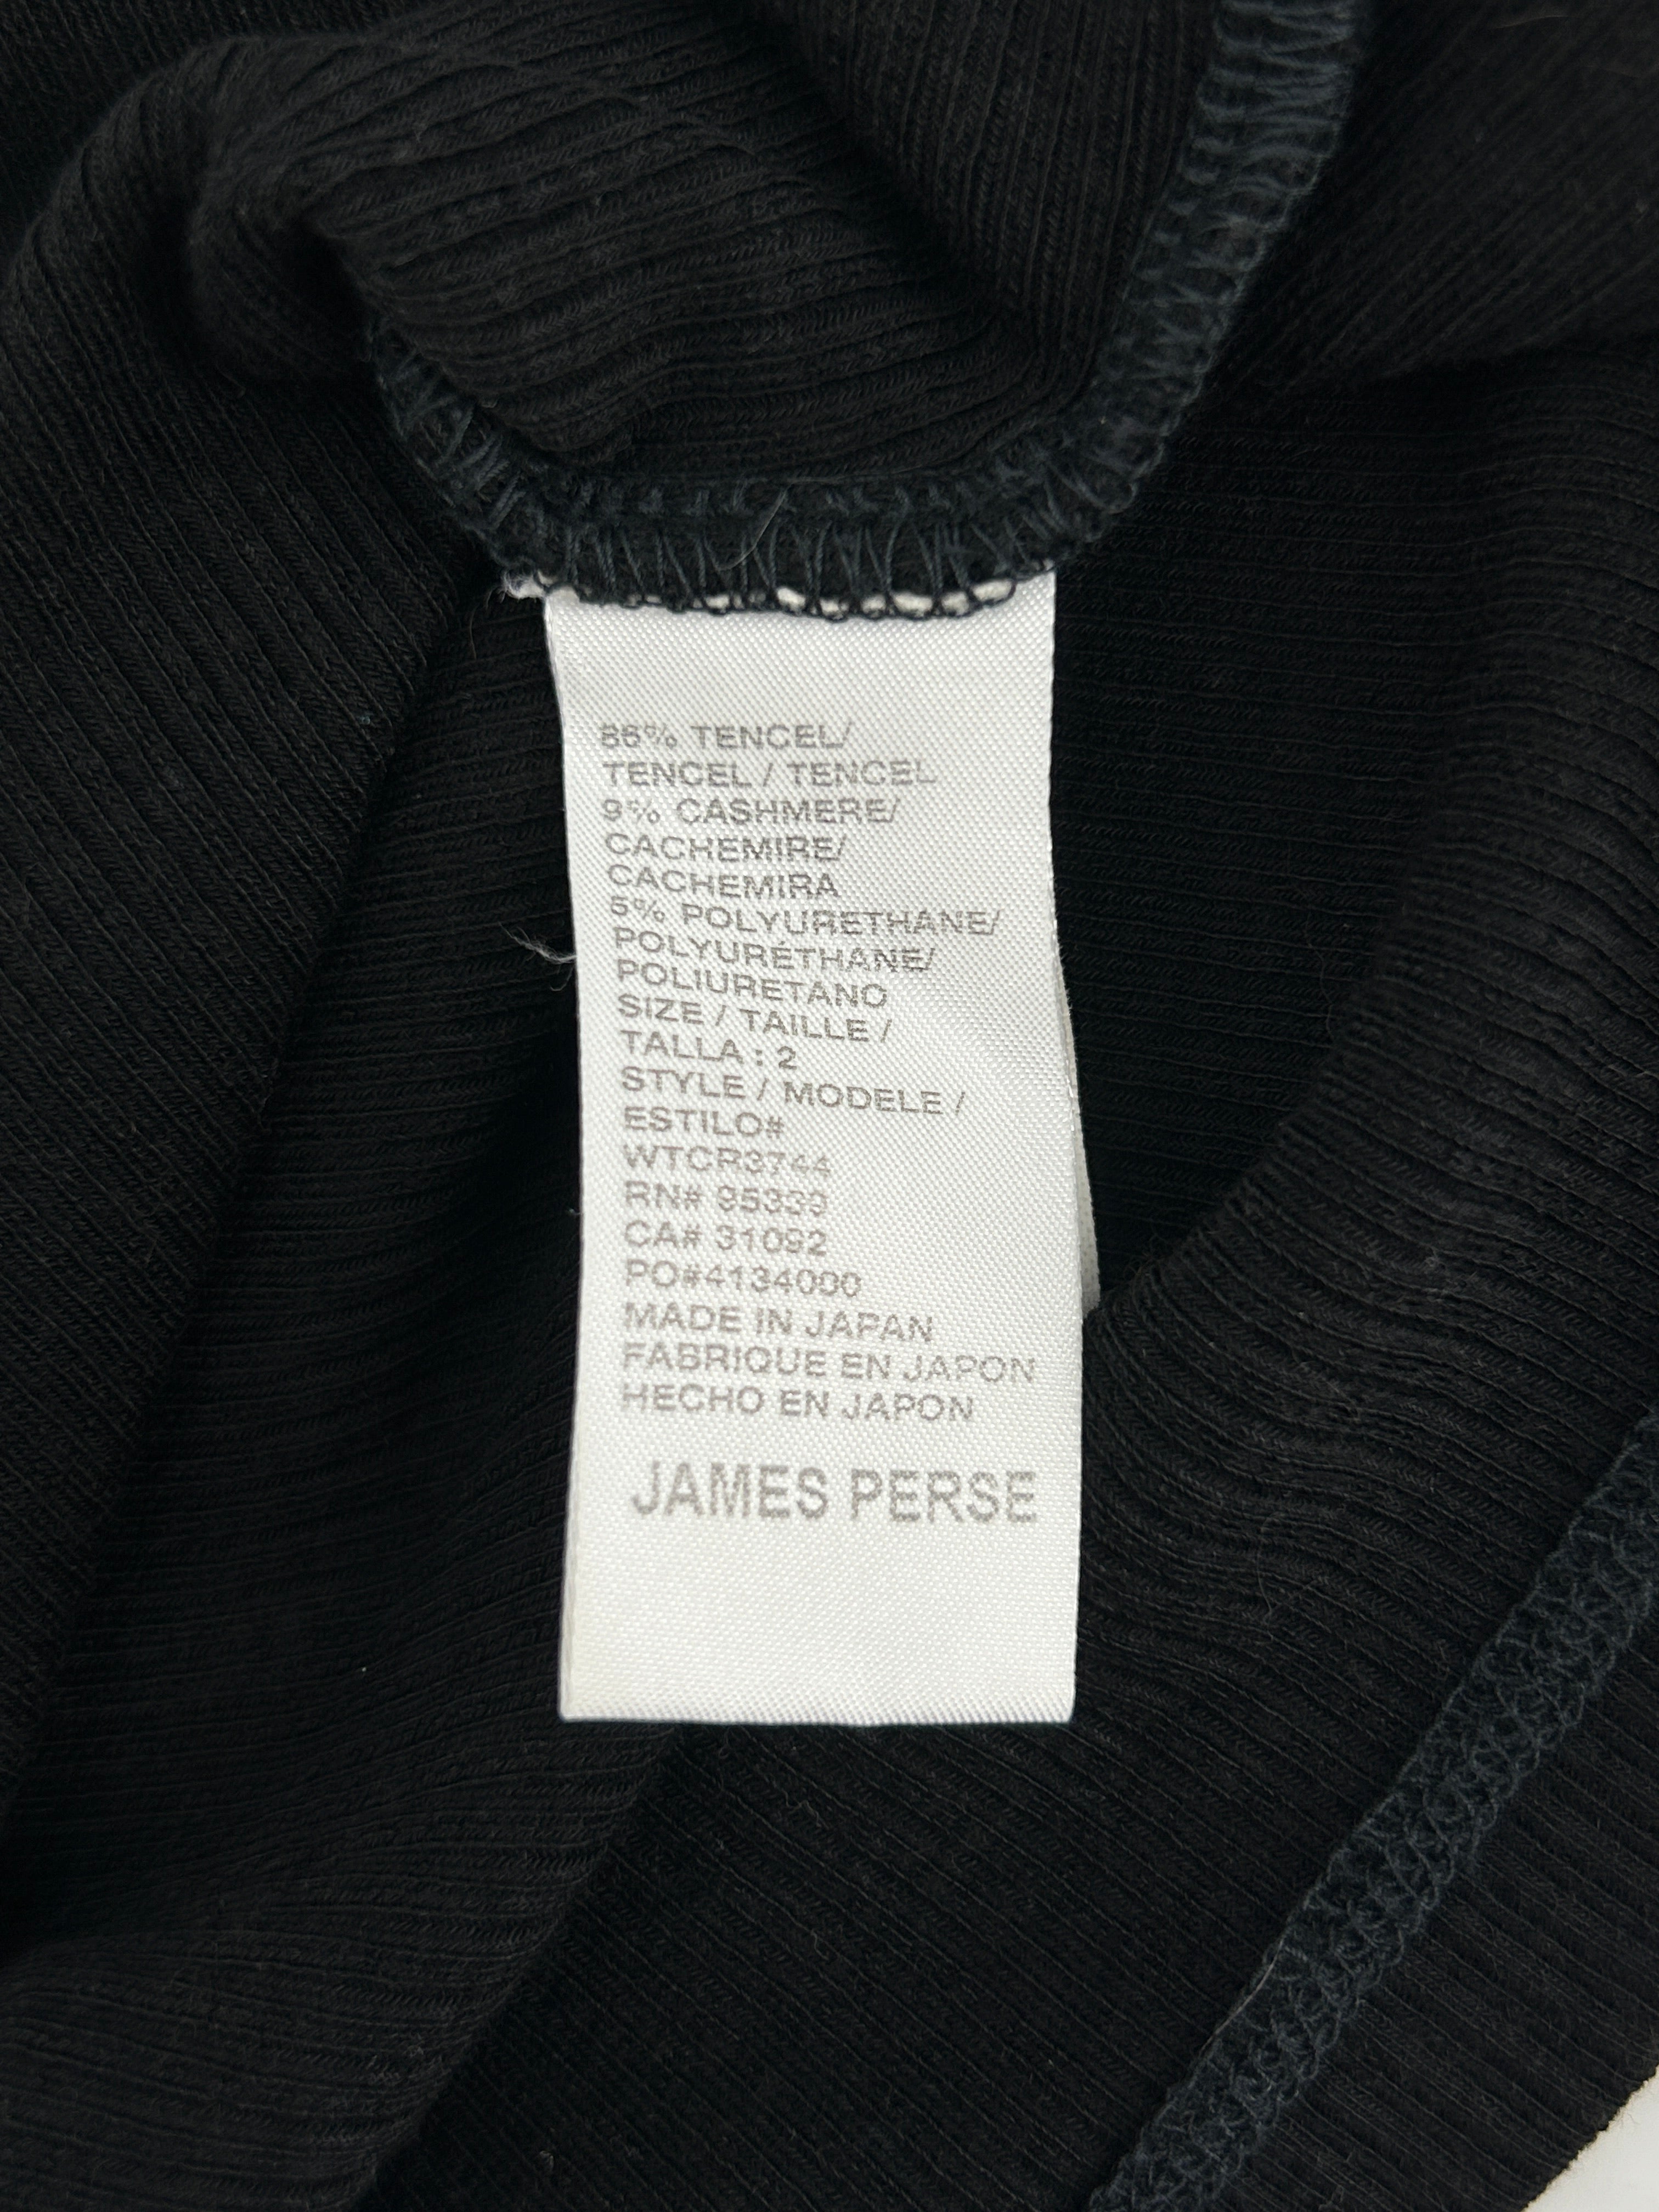 86% TENCEL/
TENCEL / TENCEL
9% CASHMERE/
CACHEMIRE/
CACHEMIRA
5% POLYURETHANE/
POLYURÉTHANE/
POLIURETANO
SIZE / TAILLE /
TALLA : 2
STYLE / MODELE /
ESTILO#
WTCR3744
RN# 95339
CA# 31092
PO#4134000
MADE IN JAPAN
FABRIQUE EN JAPON
HECHO EN JAPON
JAMES PERSE